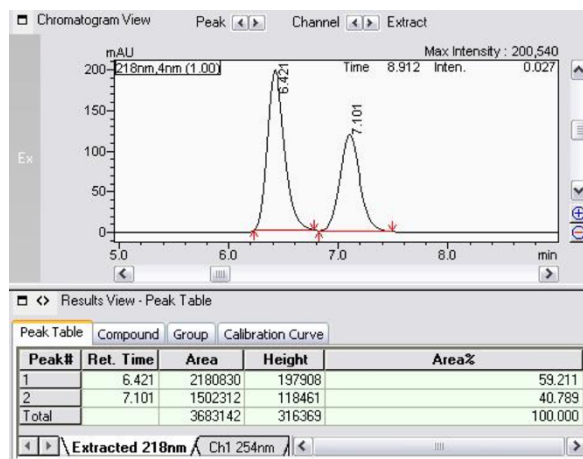 Chromatogram View Peak Channel Extract
mAU
Max Intensity : 200,540
218nm,4nm (1.00) Time 8.912 Inten. 0.027
200
150
100
50
0
6.421
7.101
5.0 6.0 7.0 8.0 min
Ex
Results View - Peak Table
Peak Table Compound Group Calibration Curve
Peak# Ret. Time Area Height Area%
1 6.421 2180830 197908 59.211
2 7.101 1502312 118461 40.789
Total 3683142 316369 100.000
Extracted 218nm Ch1 254nm